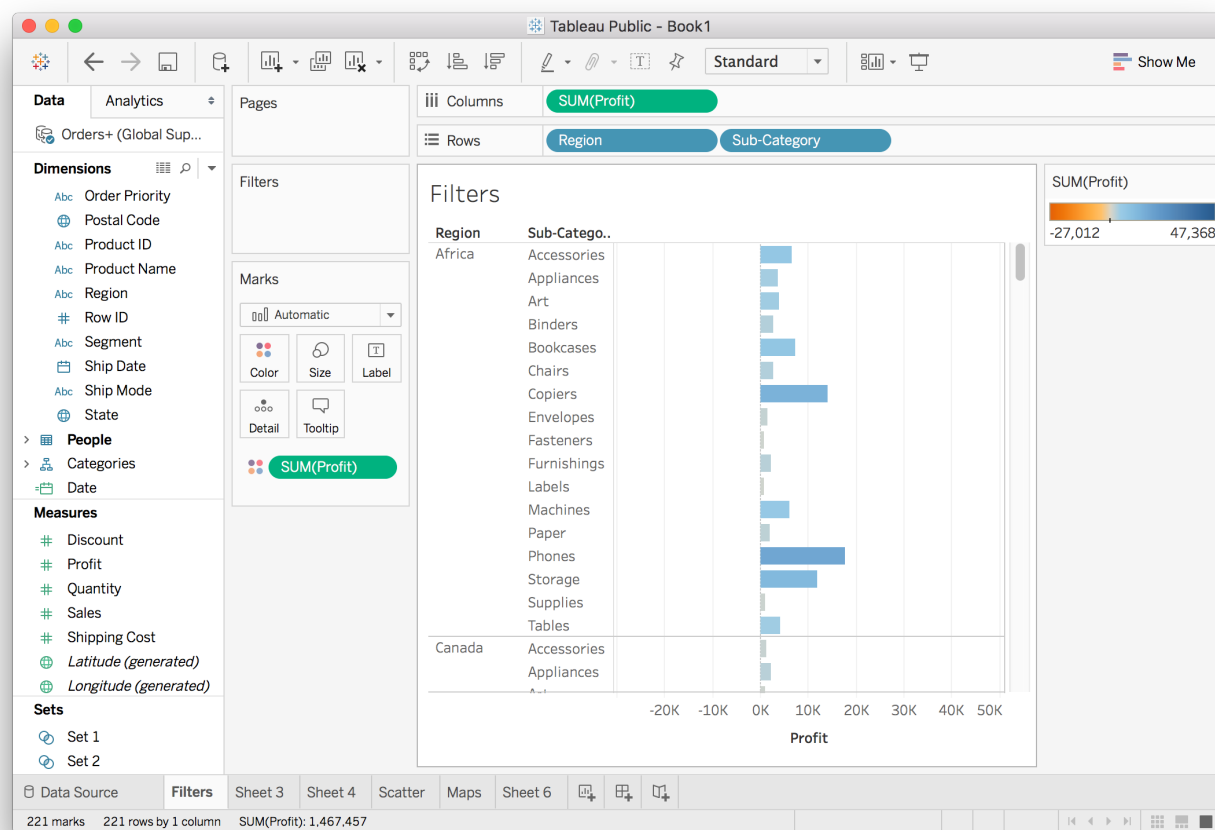 Tableau Public - Book1
Standard
Show Me
Data
Analytics
Orders+ (Global Sup...
Dimensions
Abc Order Priority
Postal Code
Abc Product ID
Abc Product Name
Abc Region
# Row ID
Abc Segment
Ship Date
Abc Ship Mode
State
People
Categories
Date
Measures
# Discount
# Profit
# Quantity
# Sales
# Shipping Cost
Latitude (generated)
Longitude (generated)
Sets
Set 1
Set 2
Pages
Filters
Marks
Automatic
Color Size T Label
Detail Tooltip
SUM(Profit)
Columns SUM(Profit)
Rows Region Sub-Category
Filters
Region Sub-Catego..
Africa Accessories
Appliances
Art
Binders
Bookcases
Chairs
Copiers
Envelopes
Fasteners
Furnishings
Labels
Machines
Paper
Phones
Storage
Supplies
Tables
Canada Accessories
Appliances
-20K -10K 0K 10K 20K 30K 40K 50K
Profit
SUM(Profit)
-27,012 47,368
Data Source Filters Sheet 3 Sheet 4 Scatter Maps Sheet 6
221 marks 221 rows by 1 column SUM(Profit): 1,467,457